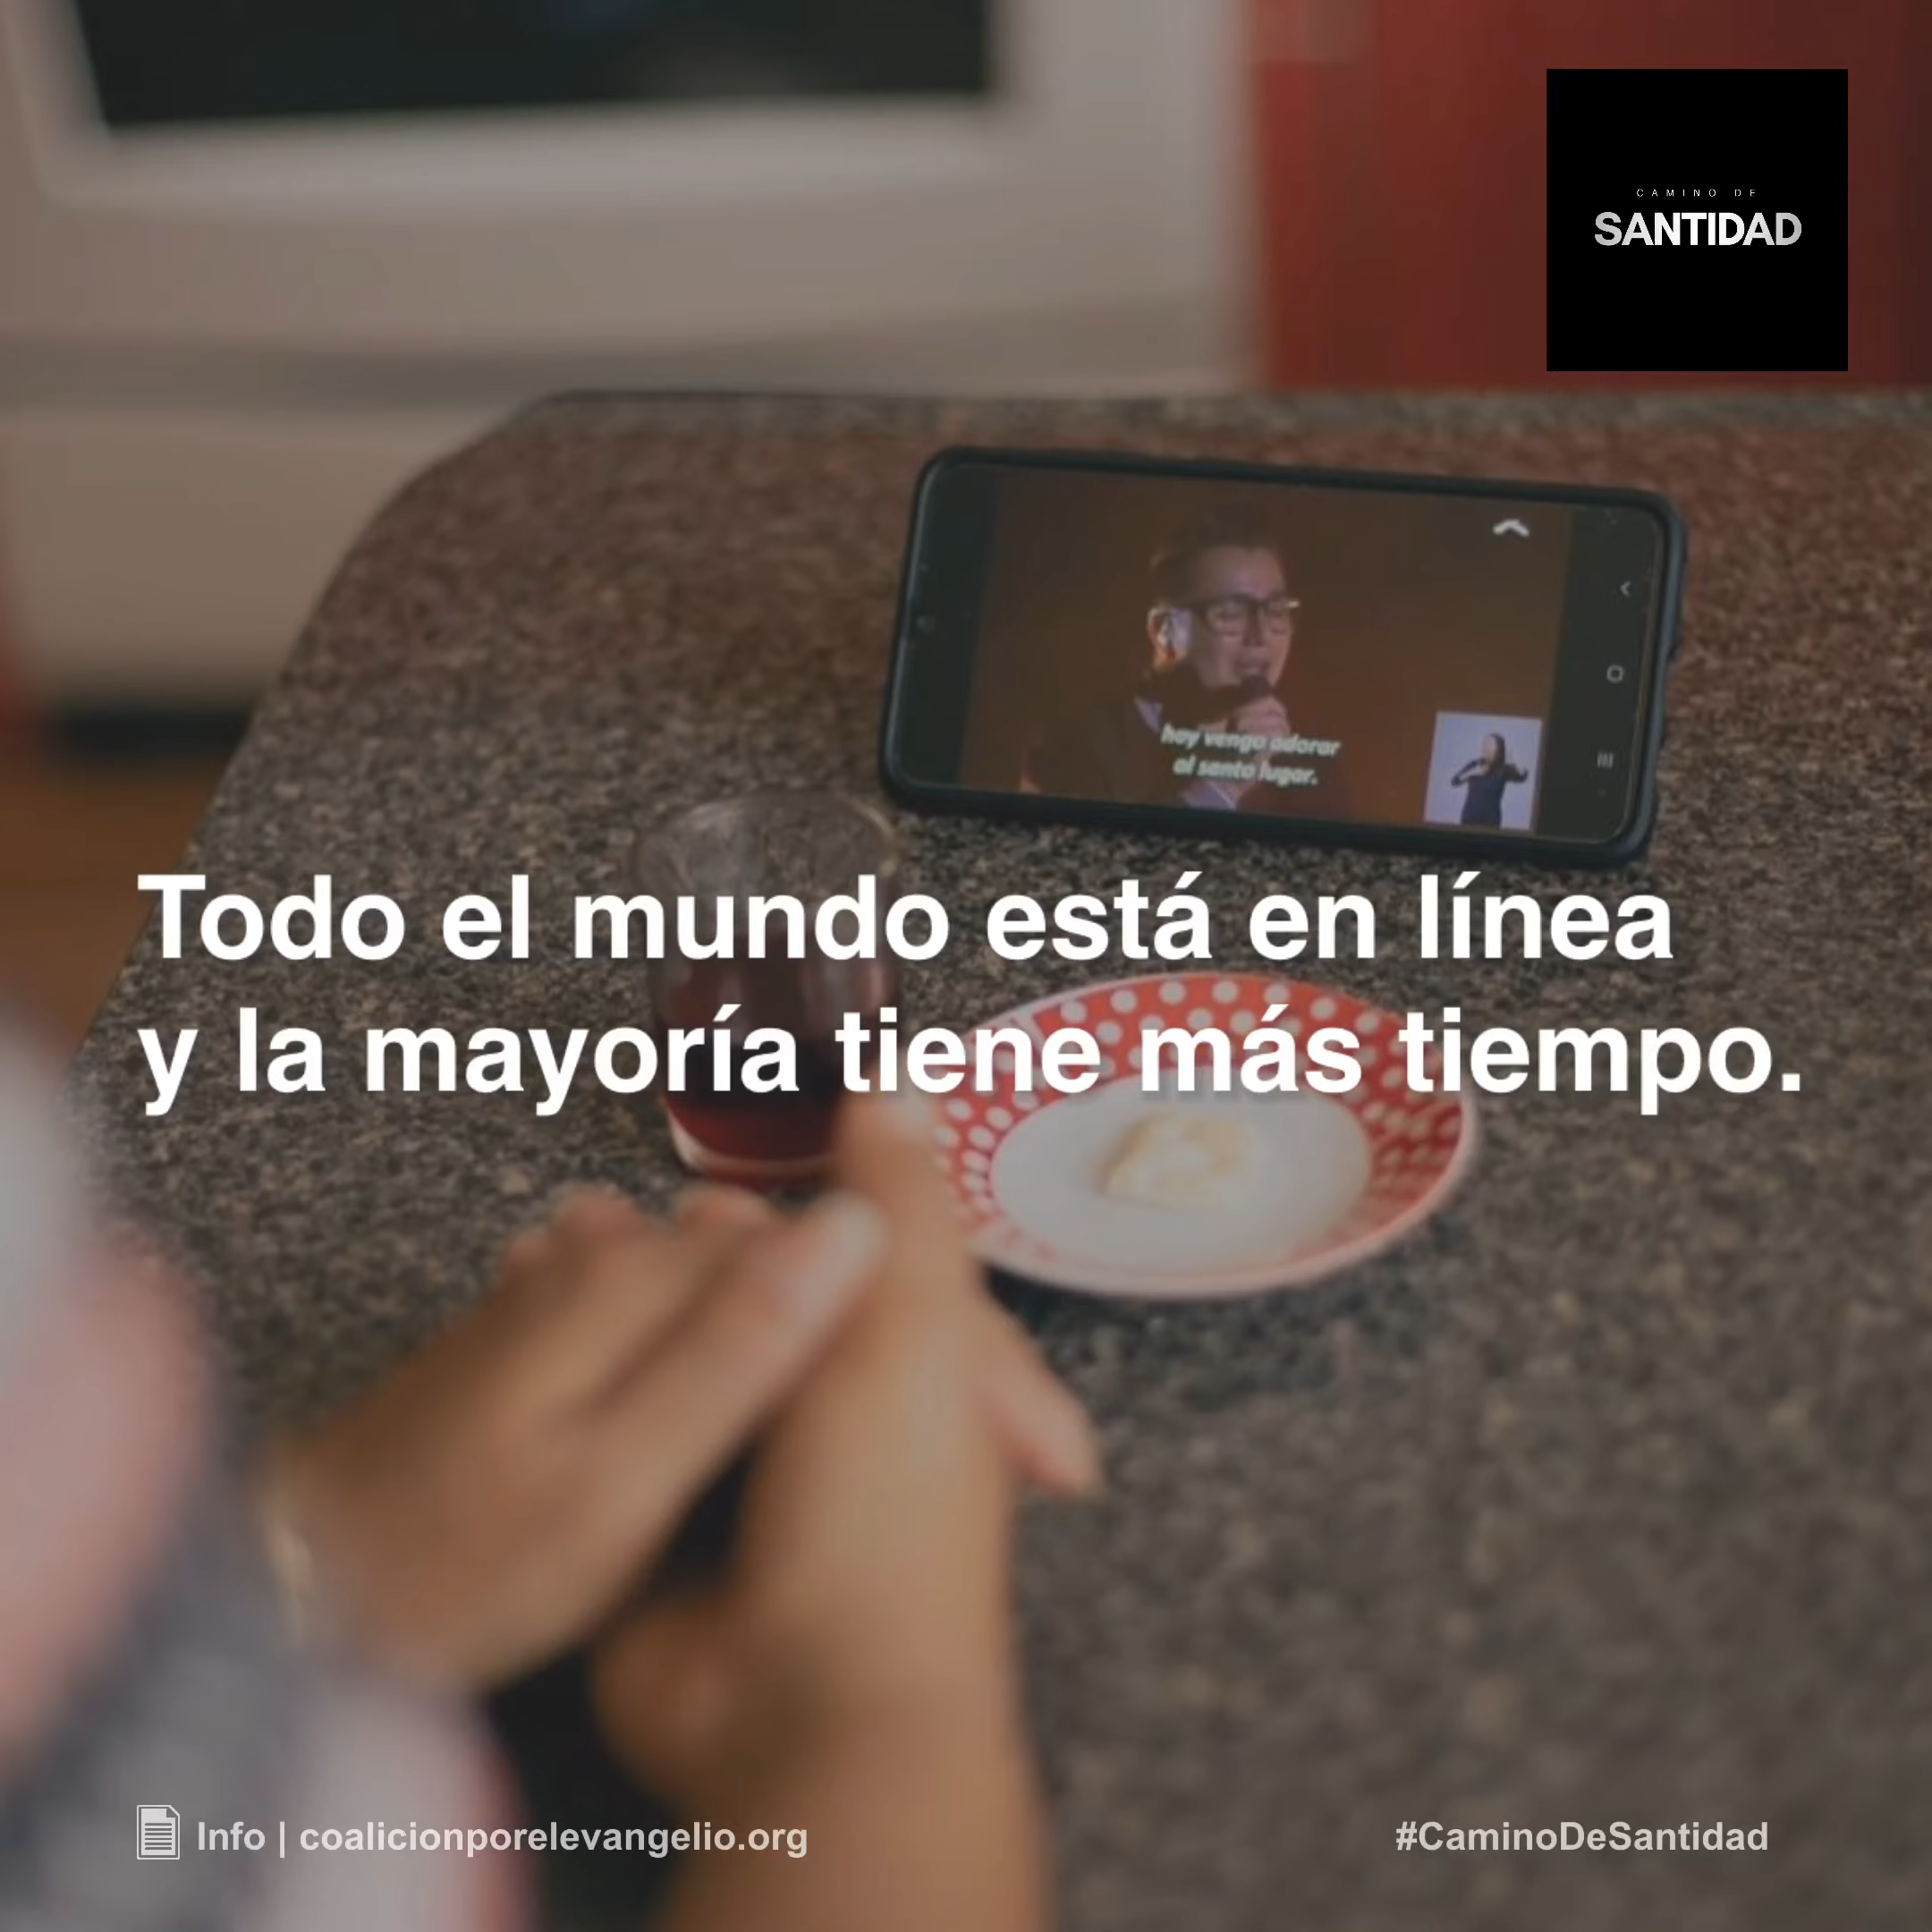 CAMINO DE
SANTIDAD
hoy vengo adorar
al santo lugar.
Todo el mundo está en línea
y la mayoría tiene más tiempo.
Info | coalicionporelevangelio.org
#CaminoDeSantidad